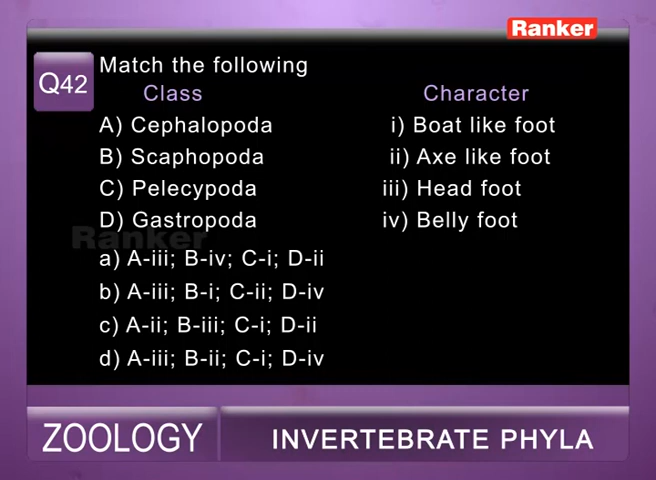 Ranker
Q42
Match the following
Class Character
A) Cephalopoda i) Boat like foot
B) Scaphopoda ii) Axe like foot
C) Pelecypoda iii) Head foot
D) Gastropoda iv) Belly foot
Ranker
a) A-iii; B-iv; C-i; D-ii
b) A-iii; B-i; C-ii; D-iv
c) A-ii; B-iii; C-i; D-ii
d) A-iii; B-ii; C-i; D-iv
ZOOLOGY INVERTEBRATE PHYLA